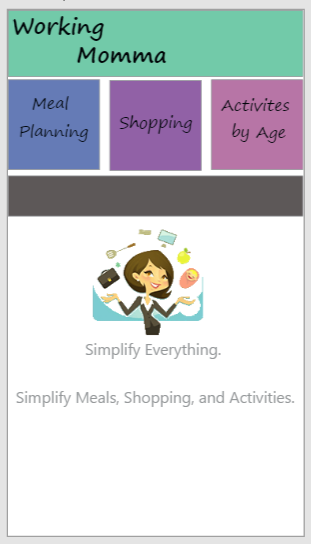 Working
Momma
Meal
Planning
Shopping
Activites
by Age
Simplify Everything.
Simplify Meals, Shopping, and Activities.